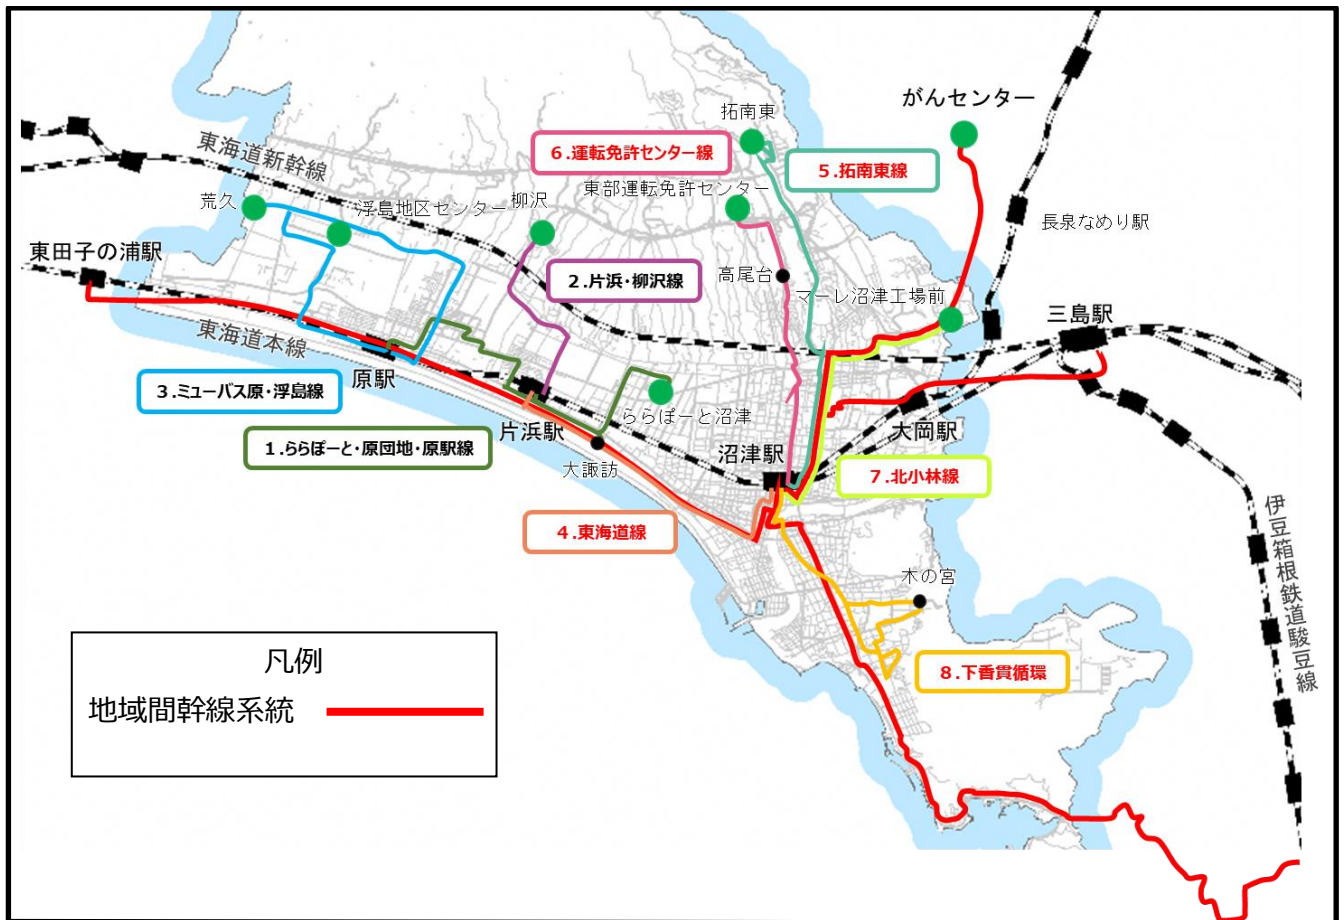 がんセンター
拓南東
6.運転免許センター線
5.拓南東線
東海道新幹線
東部運転免許センター
荒久
浮島地区センター
柳沢
長泉なめり駅
東田子の浦駅
2.片浜・柳沢線
高尾台
マーレ沼津工場前
三島駅
東海道本線
原駅
3.ミューバス原・浮島線
ららぽーと沼津
片浜駅
大岡駅
1.ららぽーと・原団地・原駅線
沼津駅
大諏訪
7.北小林線
4.東海道線
伊豆箱根鉄道駿豆線
木の宮
8.下香貫循環
凡例
地域間幹線系統